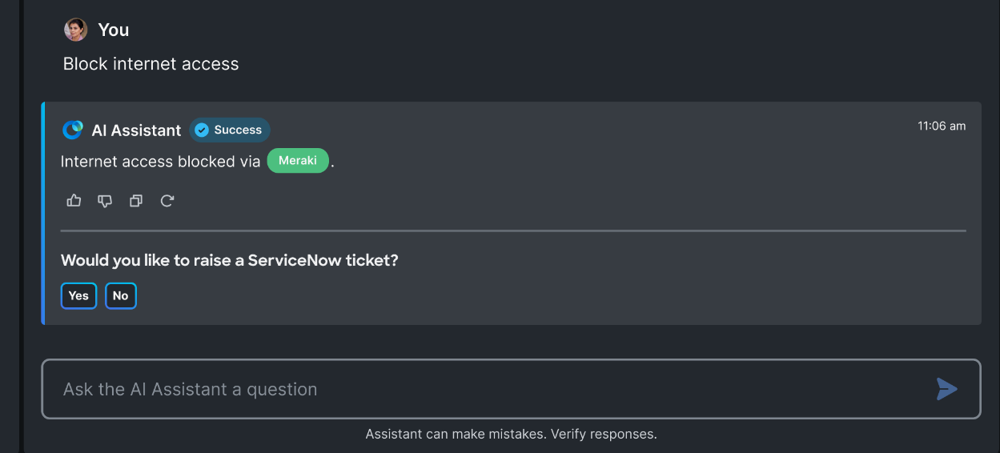 You
Block internet access
AI Assistant Success 11:06 am
Internet access blocked via Meraki.
Would you like to raise a ServiceNow ticket?
Yes No
Ask the AI Assistant a question
Assistant can make mistakes. Verify responses.